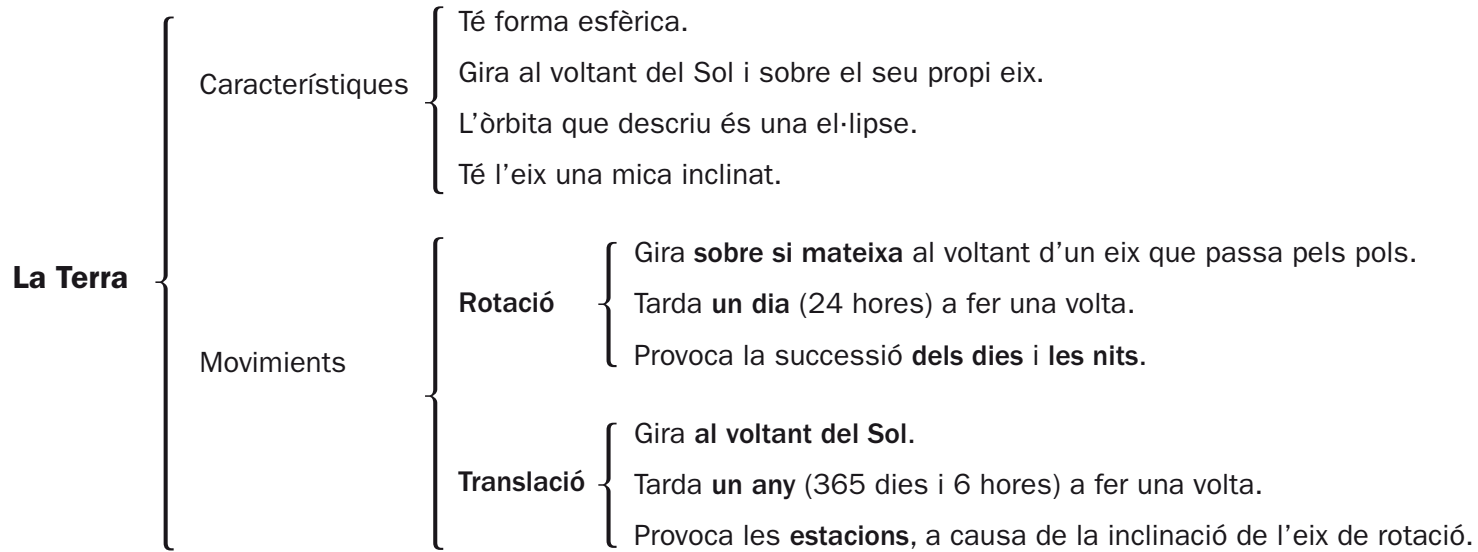 La Terra
Característiques
Té forma esfèrica.
Gira al voltant del Sol i sobre el seu propi eix.
L’òrbita que descriu és una el·lipse.
Té l’eix una mica inclinat.
Movimients
Rotació
Gira sobre si mateixa al voltant d’un eix que passa pels pols.
Tarda un dia (24 hores) a fer una volta.
Provoca la successió dels dies i les nits.
Translació
Gira al voltant del Sol.
Tarda un any (365 dies i 6 hores) a fer una volta.
Provoca les estacions, a causa de la inclinació de l’eix de rotació.